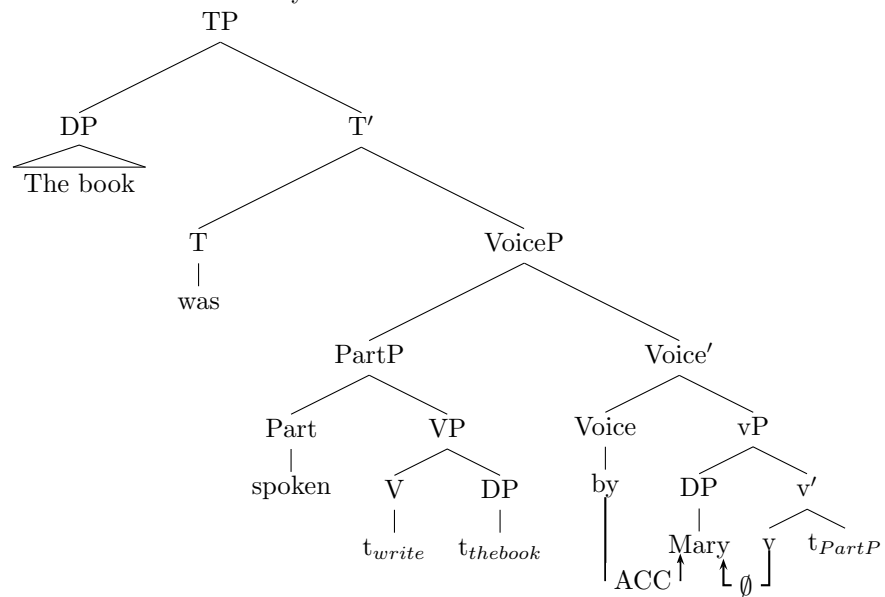 TP
DP T′
The book
T VoiceP
was
PartP Voice′
Part VP Voice vP
spoken V DP by DP v′
t_write t_thebook Mary v t_PartP
ACC ∅